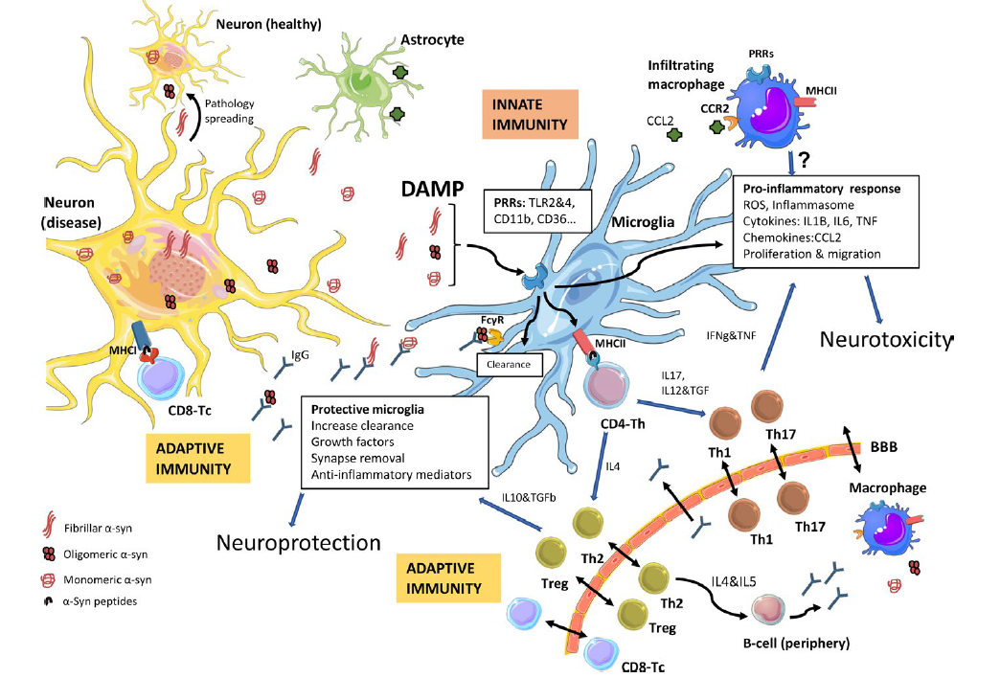 Neuron (healthy)
Astrocyte
Pathology
spreading
Neuron
(disease)
INNATE
IMMUNITY
Infiltrating
macrophage
PRRs
MHCII
CCR2
CCL2
?
DAMP
PRRs: TLR2&4,
CD11b, CD36...
Microglia
Pro-inflammatory response
ROS, Inflammasome
Cytokines: IL1B, IL6, TNF
Chemokines:CCL2
Proliferation & migration
Neurotoxicity
IFNg&TNF
FcγR
MHCII
Clearance
MHCI
IgG
CD8-Tc
ADAPTIVE
IMMUNITY
Protective microglia
Increase clearance
Growth factors
Synapse removal
Anti-inflammatory mediators
CD4-Th
IL17,
IL12&TGF
IL4
Th1
Th17
BBB
Macrophage
Th1
Th17
IL10&TGFb
Neuroprotection
ADAPTIVE
IMMUNITY
Th2
Treg
Th2
Treg
IL4&IL5
B-cell (periphery)
CD8-Tc
Fibrillar α-syn
Oligomeric α-syn
Monomeric α-syn
α-Syn peptides